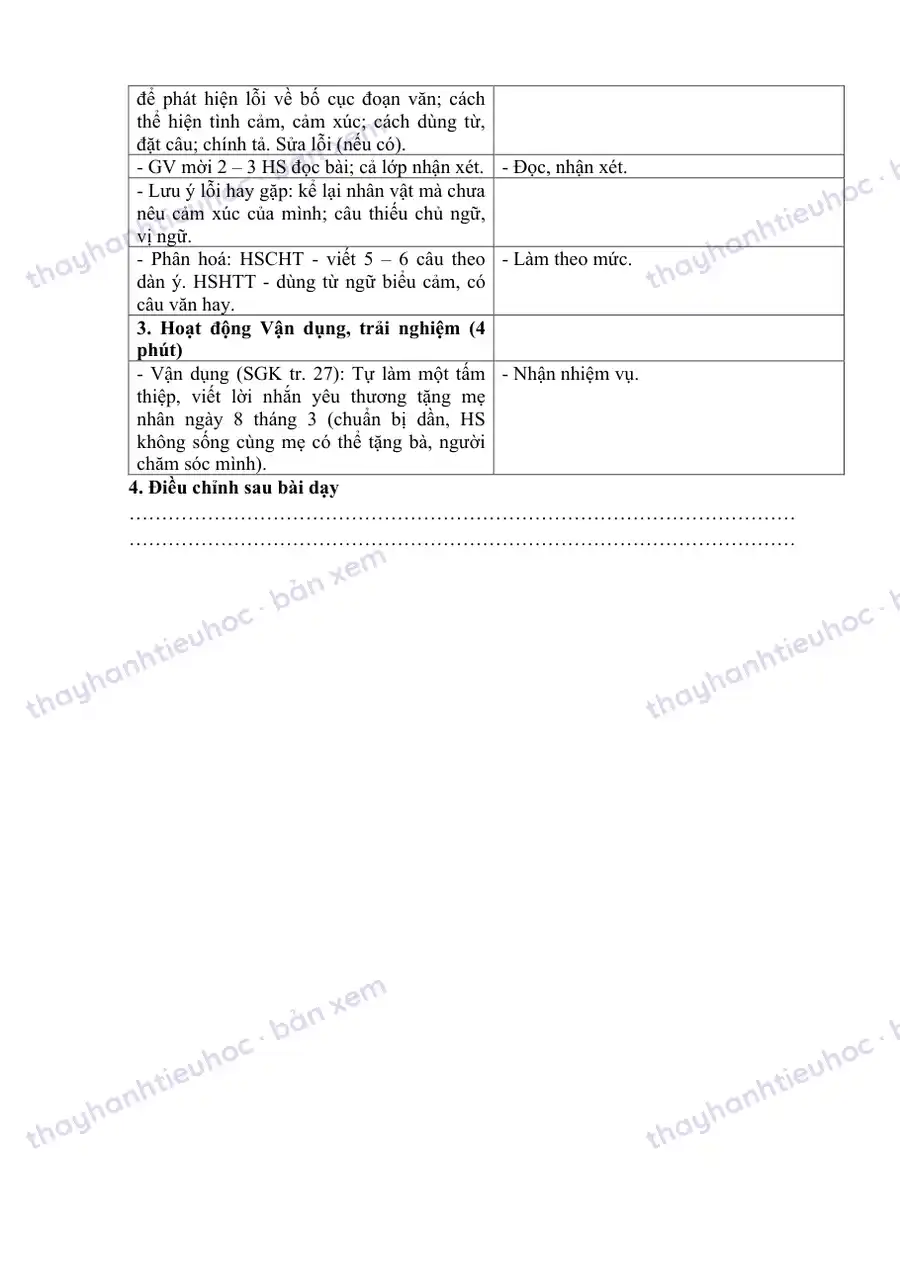 để phát hiện lỗi về bố cục đoạn văn; cách
thể hiện tình cảm, cảm xúc; cách dùng từ,
đặt câu; chính tả. Sửa lỗi (nếu có).
- GV mời 2 – 3 HS đọc bài; cả lớp nhận xét.
- Đọc, nhận xét.
- Lưu ý lỗi hay gặp: kể lại nhân vật mà chưa
nêu cảm xúc của mình; câu thiếu chủ ngữ,
vị ngữ.
- Phân hoá: HSCHT - viết 5 – 6 câu theo
dàn ý. HSHTT - dùng từ ngữ biểu cảm, có
câu văn hay.
- Làm theo mức.
3. Hoạt động Vận dụng, trải nghiệm (4
phút)
- Vận dụng (SGK tr. 27): Tự làm một tấm
thiệp, viết lời nhắn yêu thương tặng mẹ
nhân ngày 8 tháng 3 (chuẩn bị dần, HS
không sống cùng mẹ có thể tặng bà, người
chăm sóc mình).
- Nhận nhiệm vụ.
4. Điều chỉnh sau bài dạy
…………………………………………………………………………………………
…………………………………………………………………………………………
thayhanhtieuhoc · bản xem
thayhanhtieuhoc · b
thayhanhtieuhoc · bản xem
thayhanhtieuhoc · b
thayhanhtieuhoc · bản xem
thayhanhtieuhoc · b